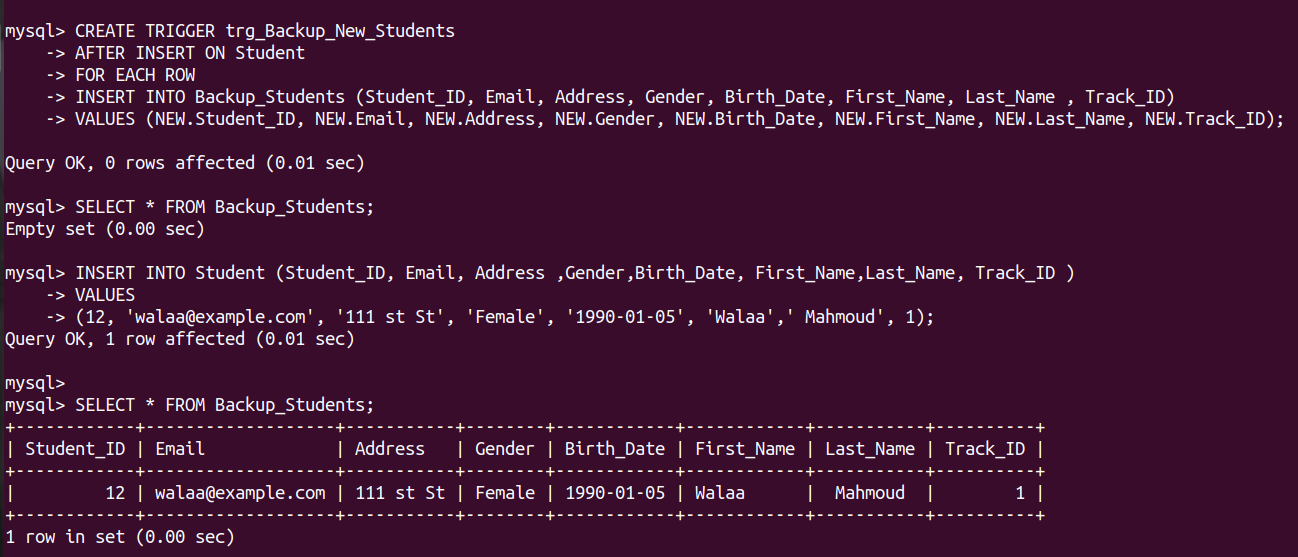 mysql> CREATE TRIGGER trg_Backup_New_Students
    -> AFTER INSERT ON Student
    -> FOR EACH ROW
    -> INSERT INTO Backup_Students (Student_ID, Email, Address, Gender, Birth_Date, First_Name, Last_Name , Track_ID)
    -> VALUES (NEW.Student_ID, NEW.Email, NEW.Address, NEW.Gender, NEW.Birth_Date, NEW.First_Name, NEW.Last_Name, NEW.Track_ID);

Query OK, 0 rows affected (0.01 sec)

mysql> SELECT * FROM Backup_Students;
Empty set (0.00 sec)

mysql> INSERT INTO Student (Student_ID, Email, Address ,Gender,Birth_Date, First_Name,Last_Name, Track_ID )
    -> VALUES
    -> (12, 'walaa@example.com', '111 st St', 'Female', '1990-01-05', 'Walaa',' Mahmoud', 1);
Query OK, 1 row affected (0.01 sec)

mysql>
mysql> SELECT * FROM Backup_Students;
+------------+-------------------+-----------+--------+------------+------------+-----------+----------+
| Student_ID | Email             | Address   | Gender | Birth_Date | First_Name | Last_Name | Track_ID |
+------------+-------------------+-----------+--------+------------+------------+-----------+----------+
|         12 | walaa@example.com | 111 st St | Female | 1990-01-05 | Walaa      |  Mahmoud  |        1 |
+------------+-------------------+-----------+--------+------------+------------+-----------+----------+
1 row in set (0.00 sec)